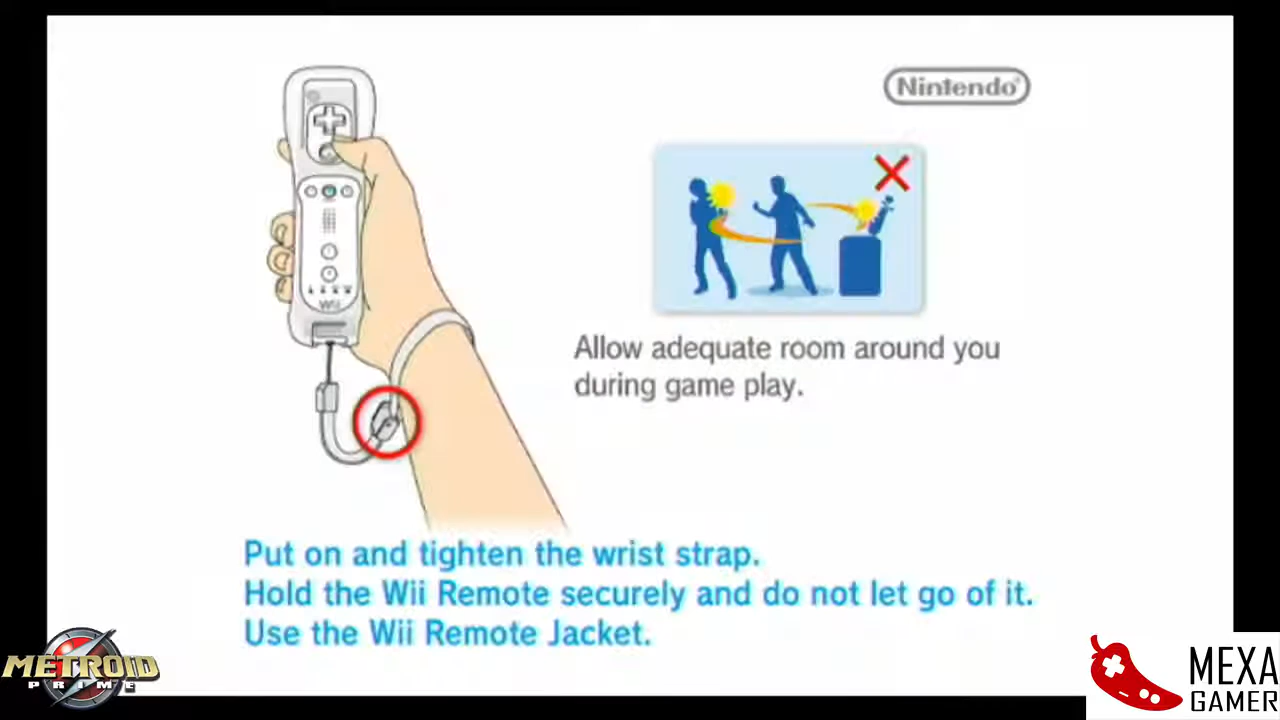 Nintendo®
Wii
Allow adequate room around you
during game play.
Put on and tighten the wrist strap.
Hold the Wii Remote securely and do not let go of it.
Use the Wii Remote Jacket.
METROID
PRIME
MEXA
GAMER